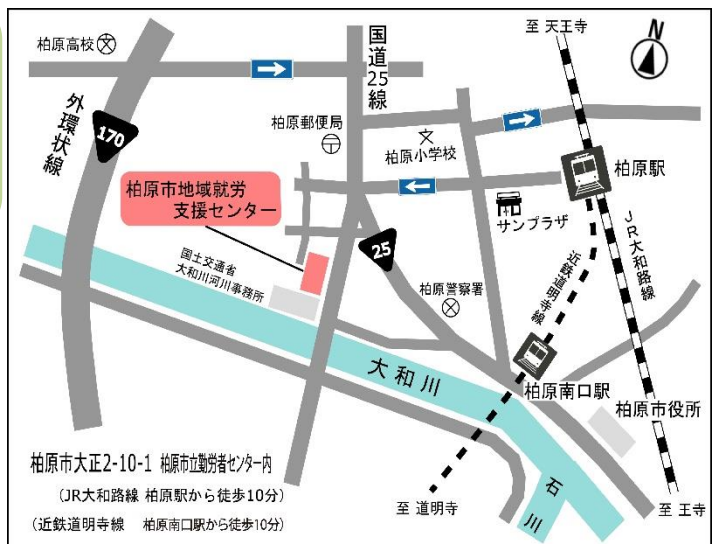 至 天王寺
N
柏原高校
国道25線
外環状線
170
柏原郵便局
柏原小学校
柏原駅
柏原市地域就労
支援センター
サンプラザ
JR大和路線
国土交通省
大和川河川事務所
25
柏原警察署
近鉄道明寺線
大和川
柏原南口駅
柏原市役所
柏原市大正2-10-1 柏原市立勤労者センター内
(JR大和路線 柏原駅から徒歩10分)
(近鉄道明寺線 柏原南口駅から徒歩10分)
至 道明寺
石川
至 王寺